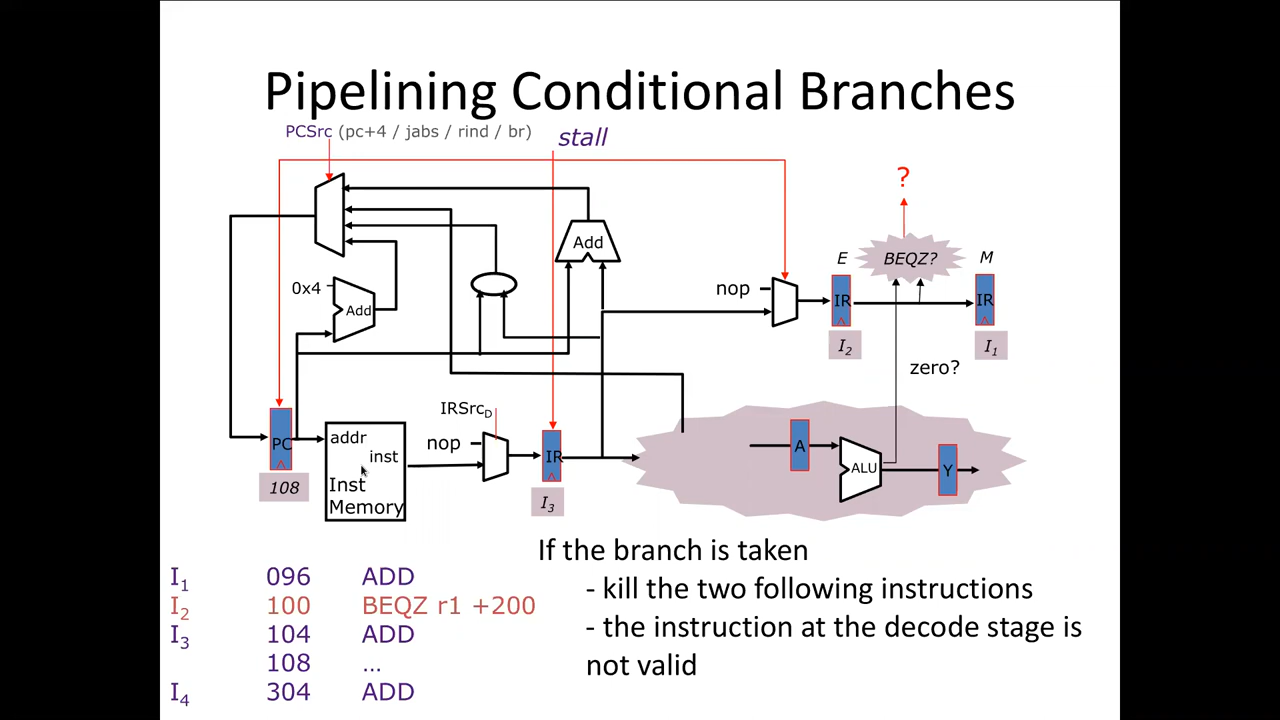 Pipelining Conditional Branches
PCSrc (pc+4 / jabs / rind / br)
stall
?
Add
E
BEQZ?
M
0x4
Add
nop
IR
IR
I2
I1
zero?
IRSrcD
PC
addr
inst
Inst
Memory
nop
IR
A
ALU
Y
108
I3
If the branch is taken
- kill the two following instructions
- the instruction at the decode stage is
not valid
I1 096 ADD
I2 100 BEQZ r1 +200
I3 104 ADD
108 …
I4 304 ADD